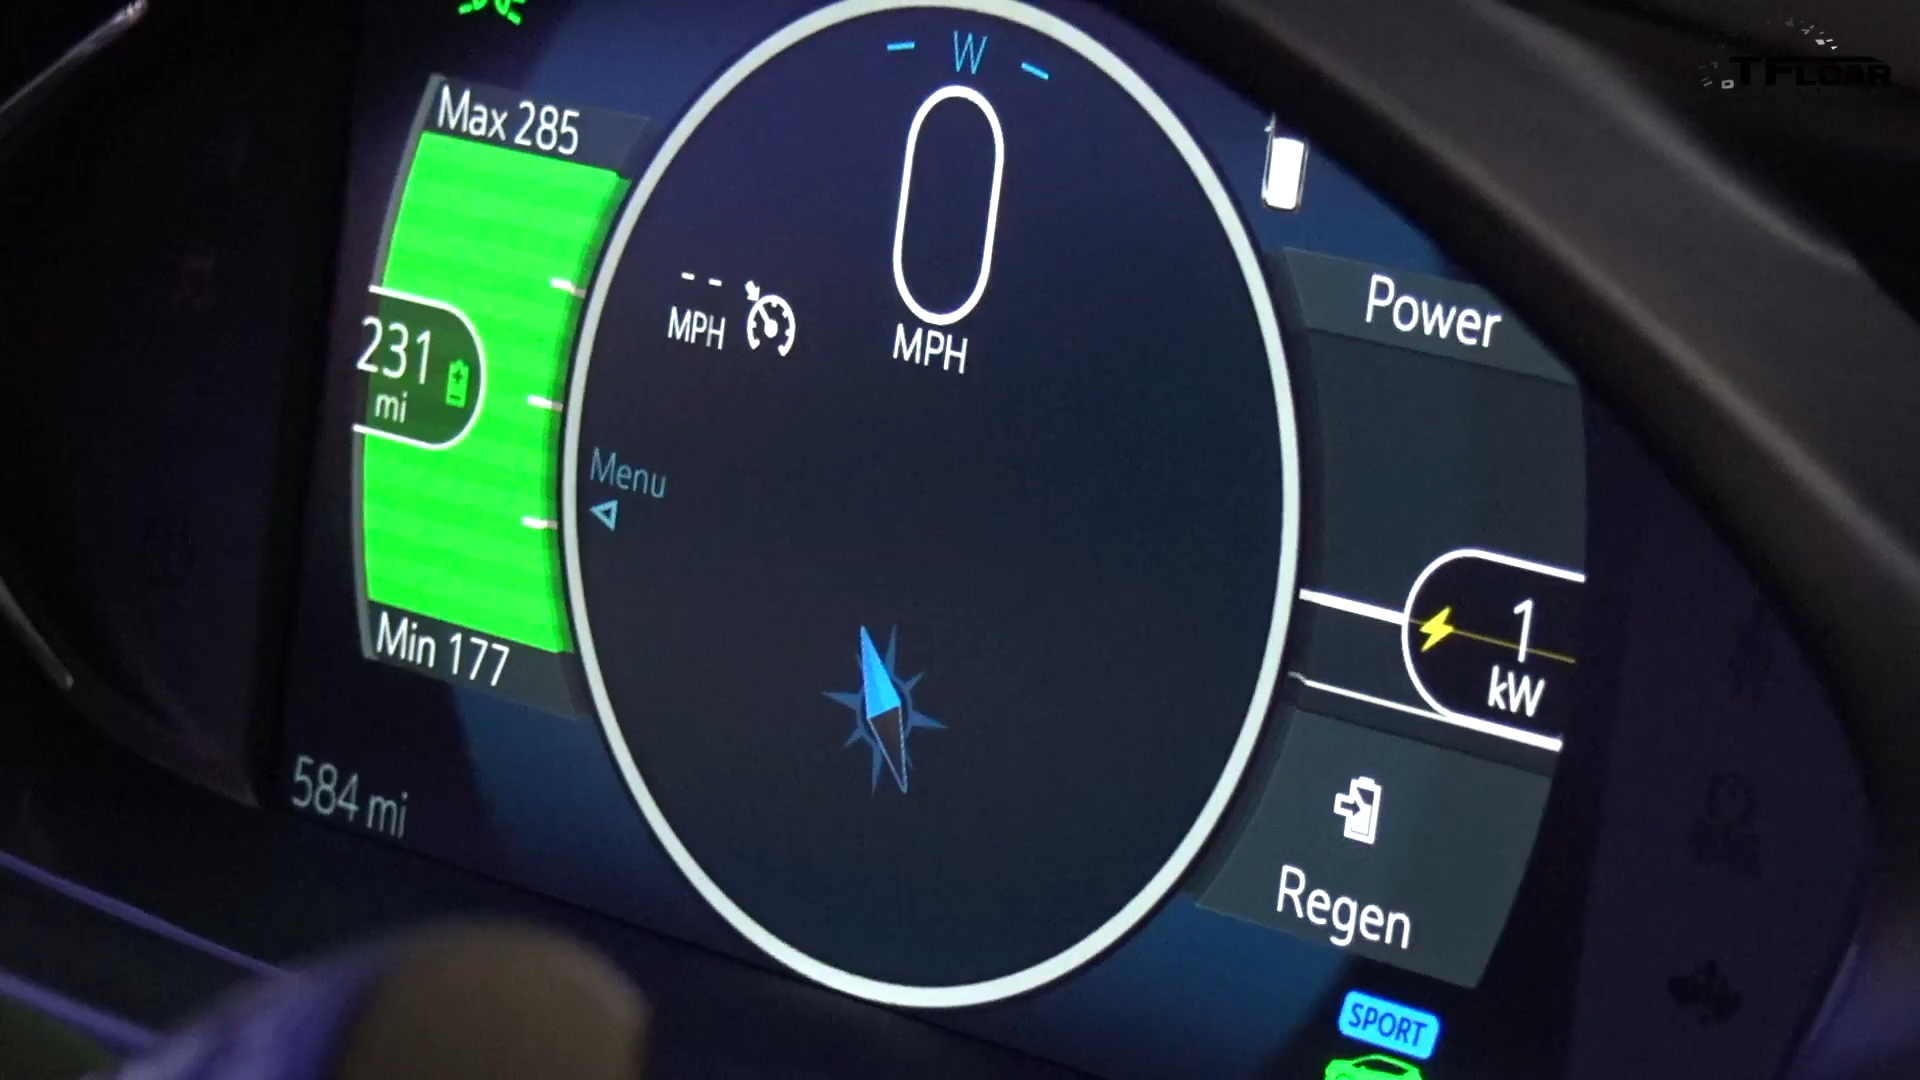 TFLCAR
W
Max 285
0
MPH
- -
MPH
Power
231
mi
Menu
1
kW
Min 177
584 mi
Regen
SPORT